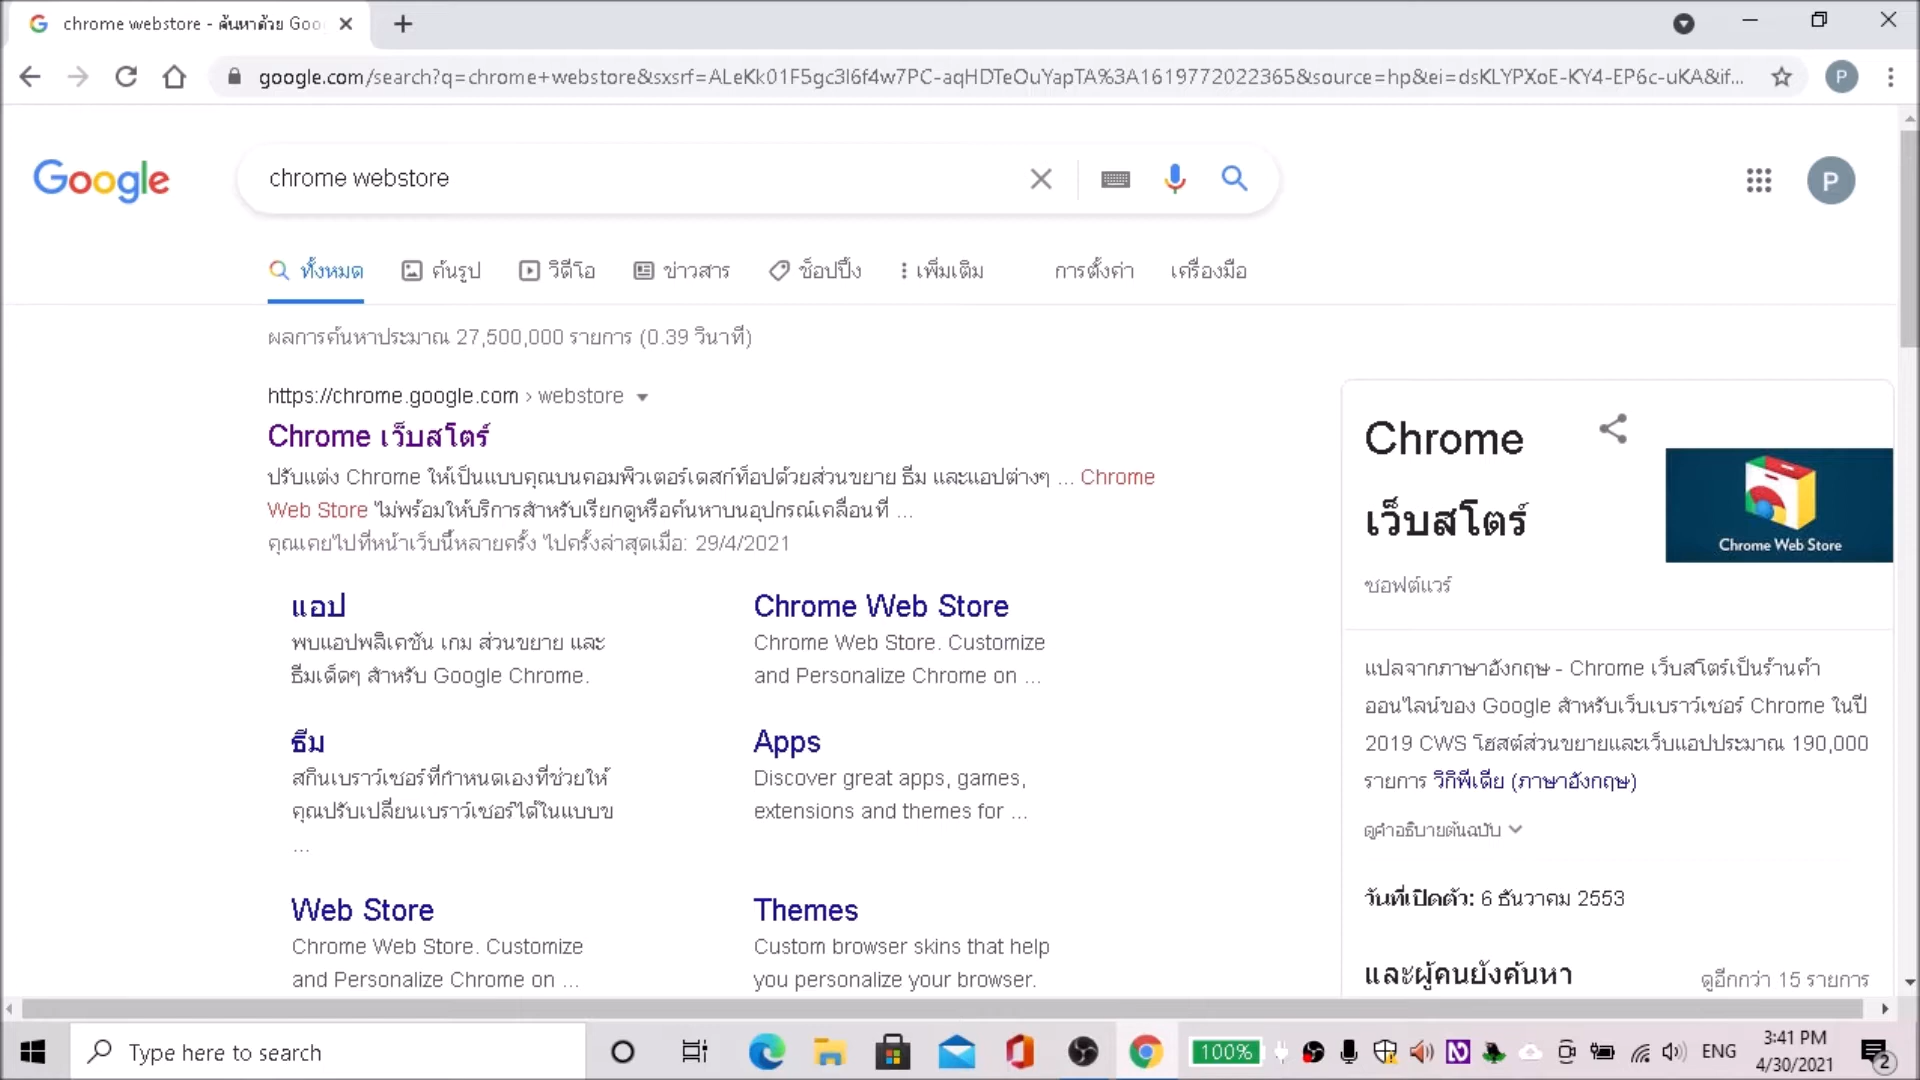 chrome webstore - ค้นหาด้วย Goo
google.com/search?q=chrome+webstore&sxsrf=ALeKk01F5gc3l6f4w7PC-aqHDTeOuYapTA%3A1619772022365&source=hp&ei=dsKLYPXoE-KY4-EP6c-uKA&if...
P
Google
chrome webstore
P
ทั้งหมด ค้นรูป วิดีโอ ข่าวสาร ช็อปปิ้ง เพิ่มเติม การตั้งค่า เครื่องมือ
ผลการค้นหาประมาณ 27,500,000 รายการ (0.39 วินาที)
https://chrome.google.com › webstore
Chrome เว็บสโตร์
ปรับแต่ง Chrome ให้เป็นแบบคุณบนคอมพิวเตอร์เดสก์ท็อปด้วยส่วนขยาย ธีม และแอปต่างๆ ... Chrome
Web Store ไม่พร้อมให้บริการสำหรับเรียกดูหรือค้นหาบนอุปกรณ์เคลื่อนที่ ...
คุณเคยไปที่หน้าเว็บนี้หลายครั้ง ไปครั้งล่าสุดเมื่อ: 29/4/2021
แอป
พบแอปพลิเคชัน เกม ส่วนขยาย และ
ธีมเด็ดๆ สำหรับ Google Chrome.
Chrome Web Store
Chrome Web Store. Customize
and Personalize Chrome on ...
ธีม
สกินเบราว์เซอร์ที่กำหนดเองที่ช่วยให้
คุณปรับเปลี่ยนเบราว์เซอร์ได้ในแบบข
...
Apps
Discover great apps, games,
extensions and themes for ...
Web Store
Chrome Web Store. Customize
and Personalize Chrome on ...
Themes
Custom browser skins that help
you personalize your browser.
Chrome
เว็บสโตร์
ซอฟต์แวร์
Chrome Web Store
แปลจากภาษาอังกฤษ - Chrome เว็บสโตร์เป็นร้านค้า
ออนไลน์ของ Google สำหรับเว็บเบราว์เซอร์ Chrome ในปี
2019 CWS โฮสต์ส่วนขยายและเว็บแอปประมาณ 190,000
รายการ วิกิพีเดีย (ภาษาอังกฤษ)
ดูคำอธิบายต้นฉบับ
วันที่เปิดตัว: 6 ธันวาคม 2553
และผู้คนยังค้นหา
ดูอีกกว่า 15 รายการ
Type here to search
100%
ENG
3:41 PM
4/30/2021
2